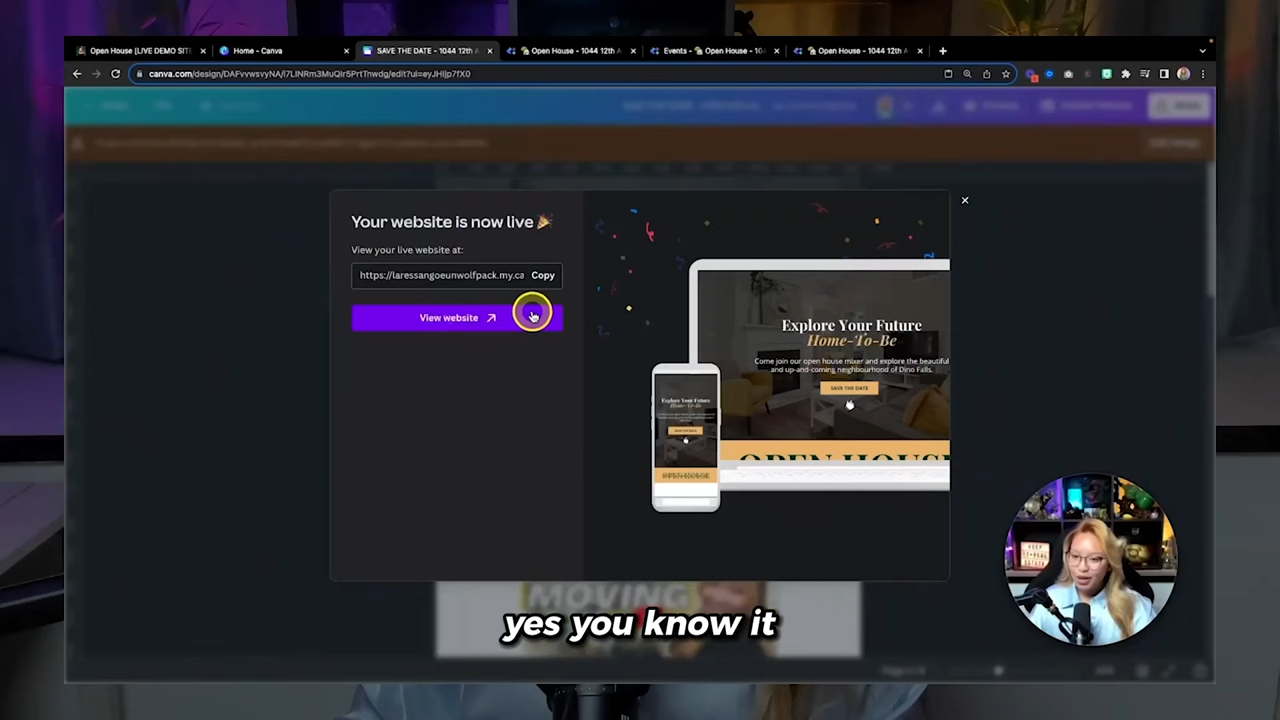 Open House [LIVE DEMO SIT
Home - Canva
SAVE THE DATE - 1044 12th A
Open House - 1044 12th A
Events - Open House - 10
Open House - 1044 12th A
canva.com/design/DAFvvwsvyNA/i7LlNRm3MuQlr5PrtTnwdg/edit?ui=eyJHIjp7fX0
Your website is now live
View your live website at:
https://laressangoeunwolfpack.my.ca
Copy
View website
Explore Your Future
Home-To-Be
Come join our open house mixer and explore the beautiful
and up-and-coming neighbourhood of Dino Falls.
SAVE THE DATE
OPEN HOUSE
Explore Your Future
Home-To-Be
MOVING
yes you know it